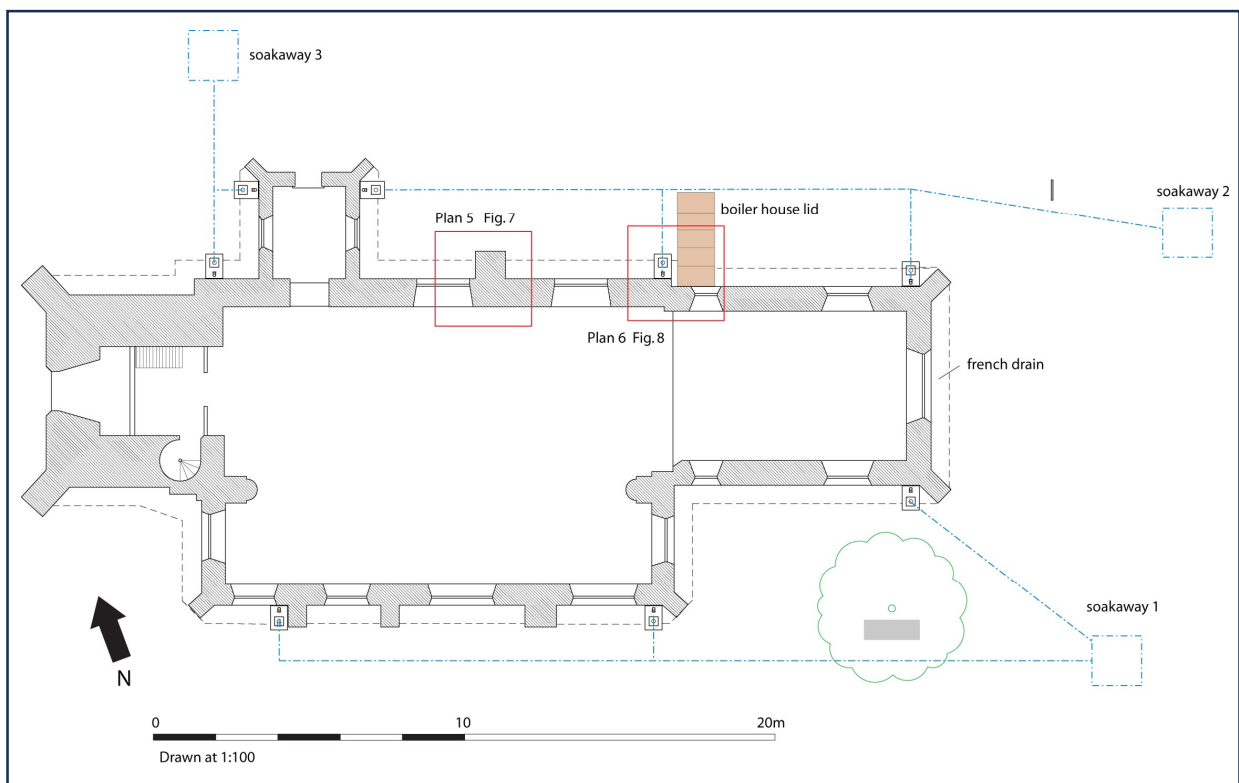 soakaway 3
soakaway 2
boiler house lid
Plan 5 Fig. 7
Plan 6 Fig. 8
french drain
soakaway 1
N
0 10 20m
Drawn at 1:100